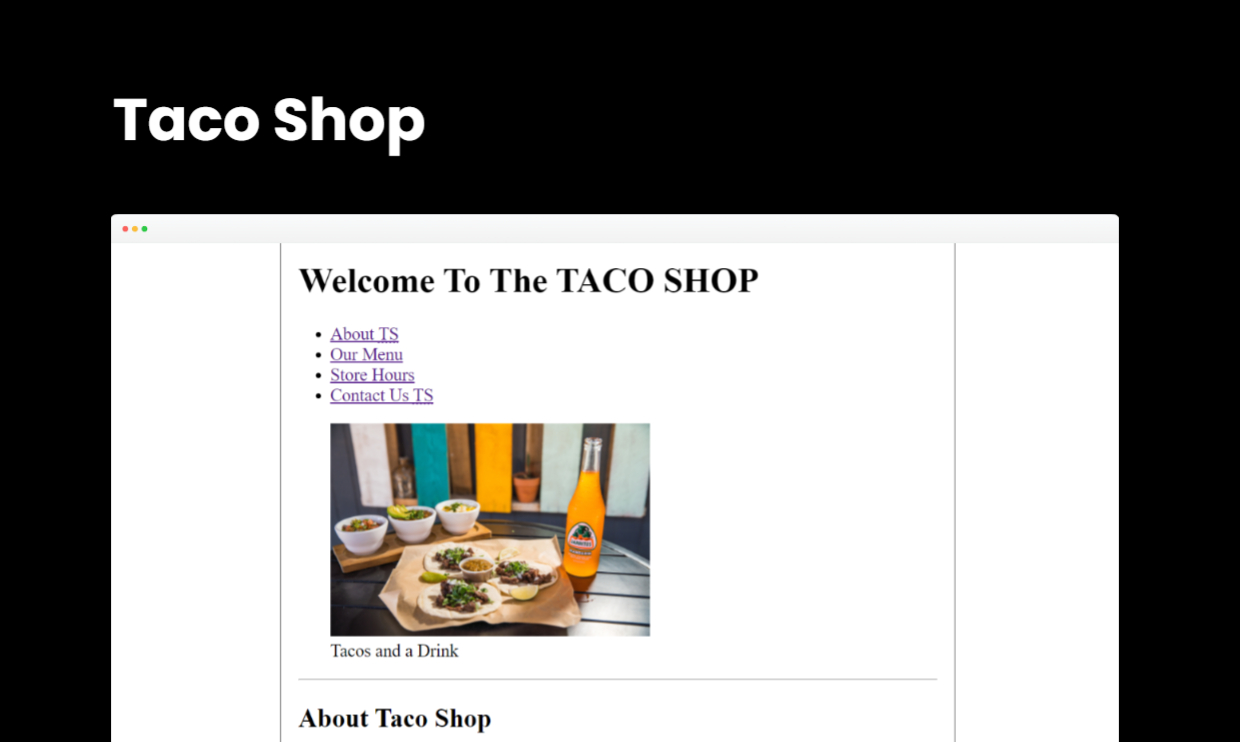 Taco Shop
Welcome To The TACO SHOP
About TS
Our Menu
Store Hours
Contact Us TS
Tacos and a Drink
About Taco Shop